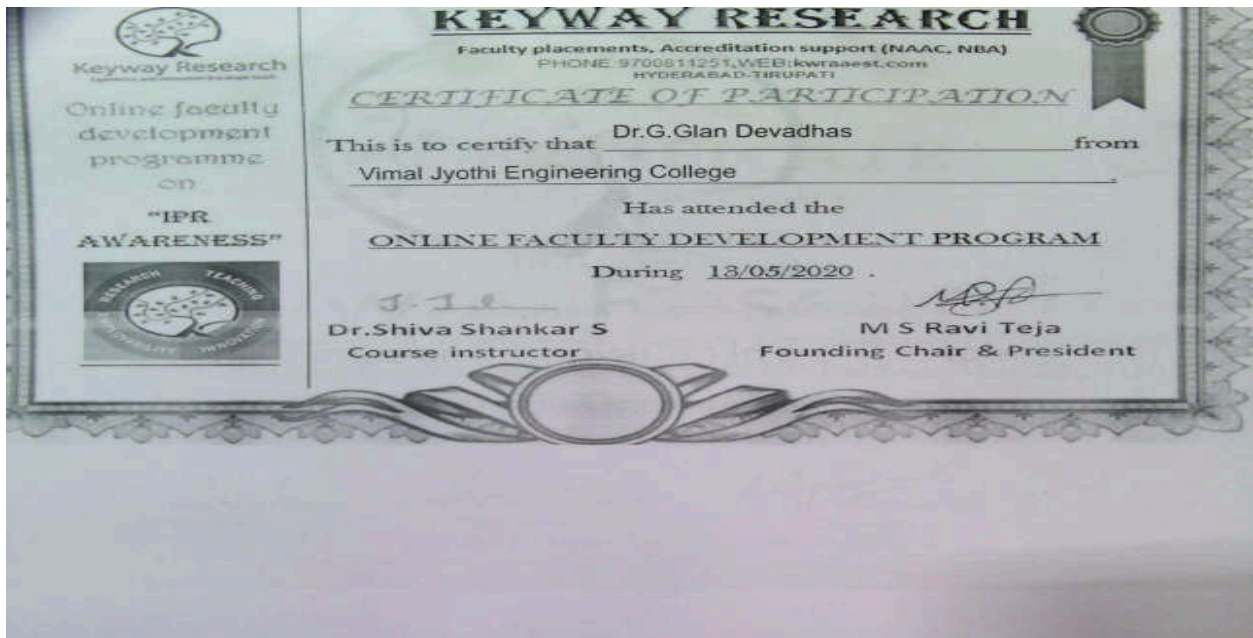 Keyway Research
Online faculty
development
programme
on
"IPR
AWARENESS"
RESEARCH TEACHING
INNOVATION
KEYWAY RESEARCH
Faculty placements, Accreditation support (NAAC, NBA)
PHONE 9700811251,WEB:kwraaest.com
HYDERABAD-TIRUPATI
CERTIFICATE OF PARTICIPATION
This is to certify that Dr.G.Glan Devadhas from
Vimal Jyothi Engineering College .
Has attended the
ONLINE FACULTY DEVELOPMENT PROGRAM
During 13/05/2020 .
Dr.Shiva Shankar S
Course instructor
M S Ravi Teja
Founding Chair & President